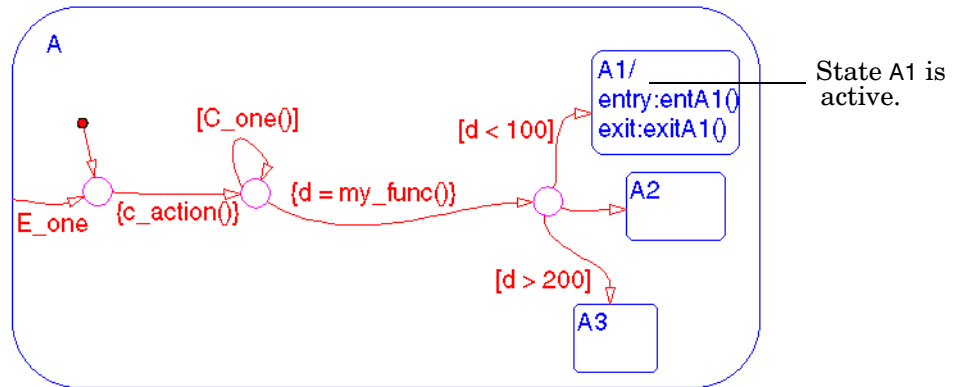 A
A1/
entry:entA1()
exit:exitA1()
State A1 is
active.
[C_one()]
[d < 100]
{d = my_func()}
A2
E_one
{c_action()}
[d > 200]
A3